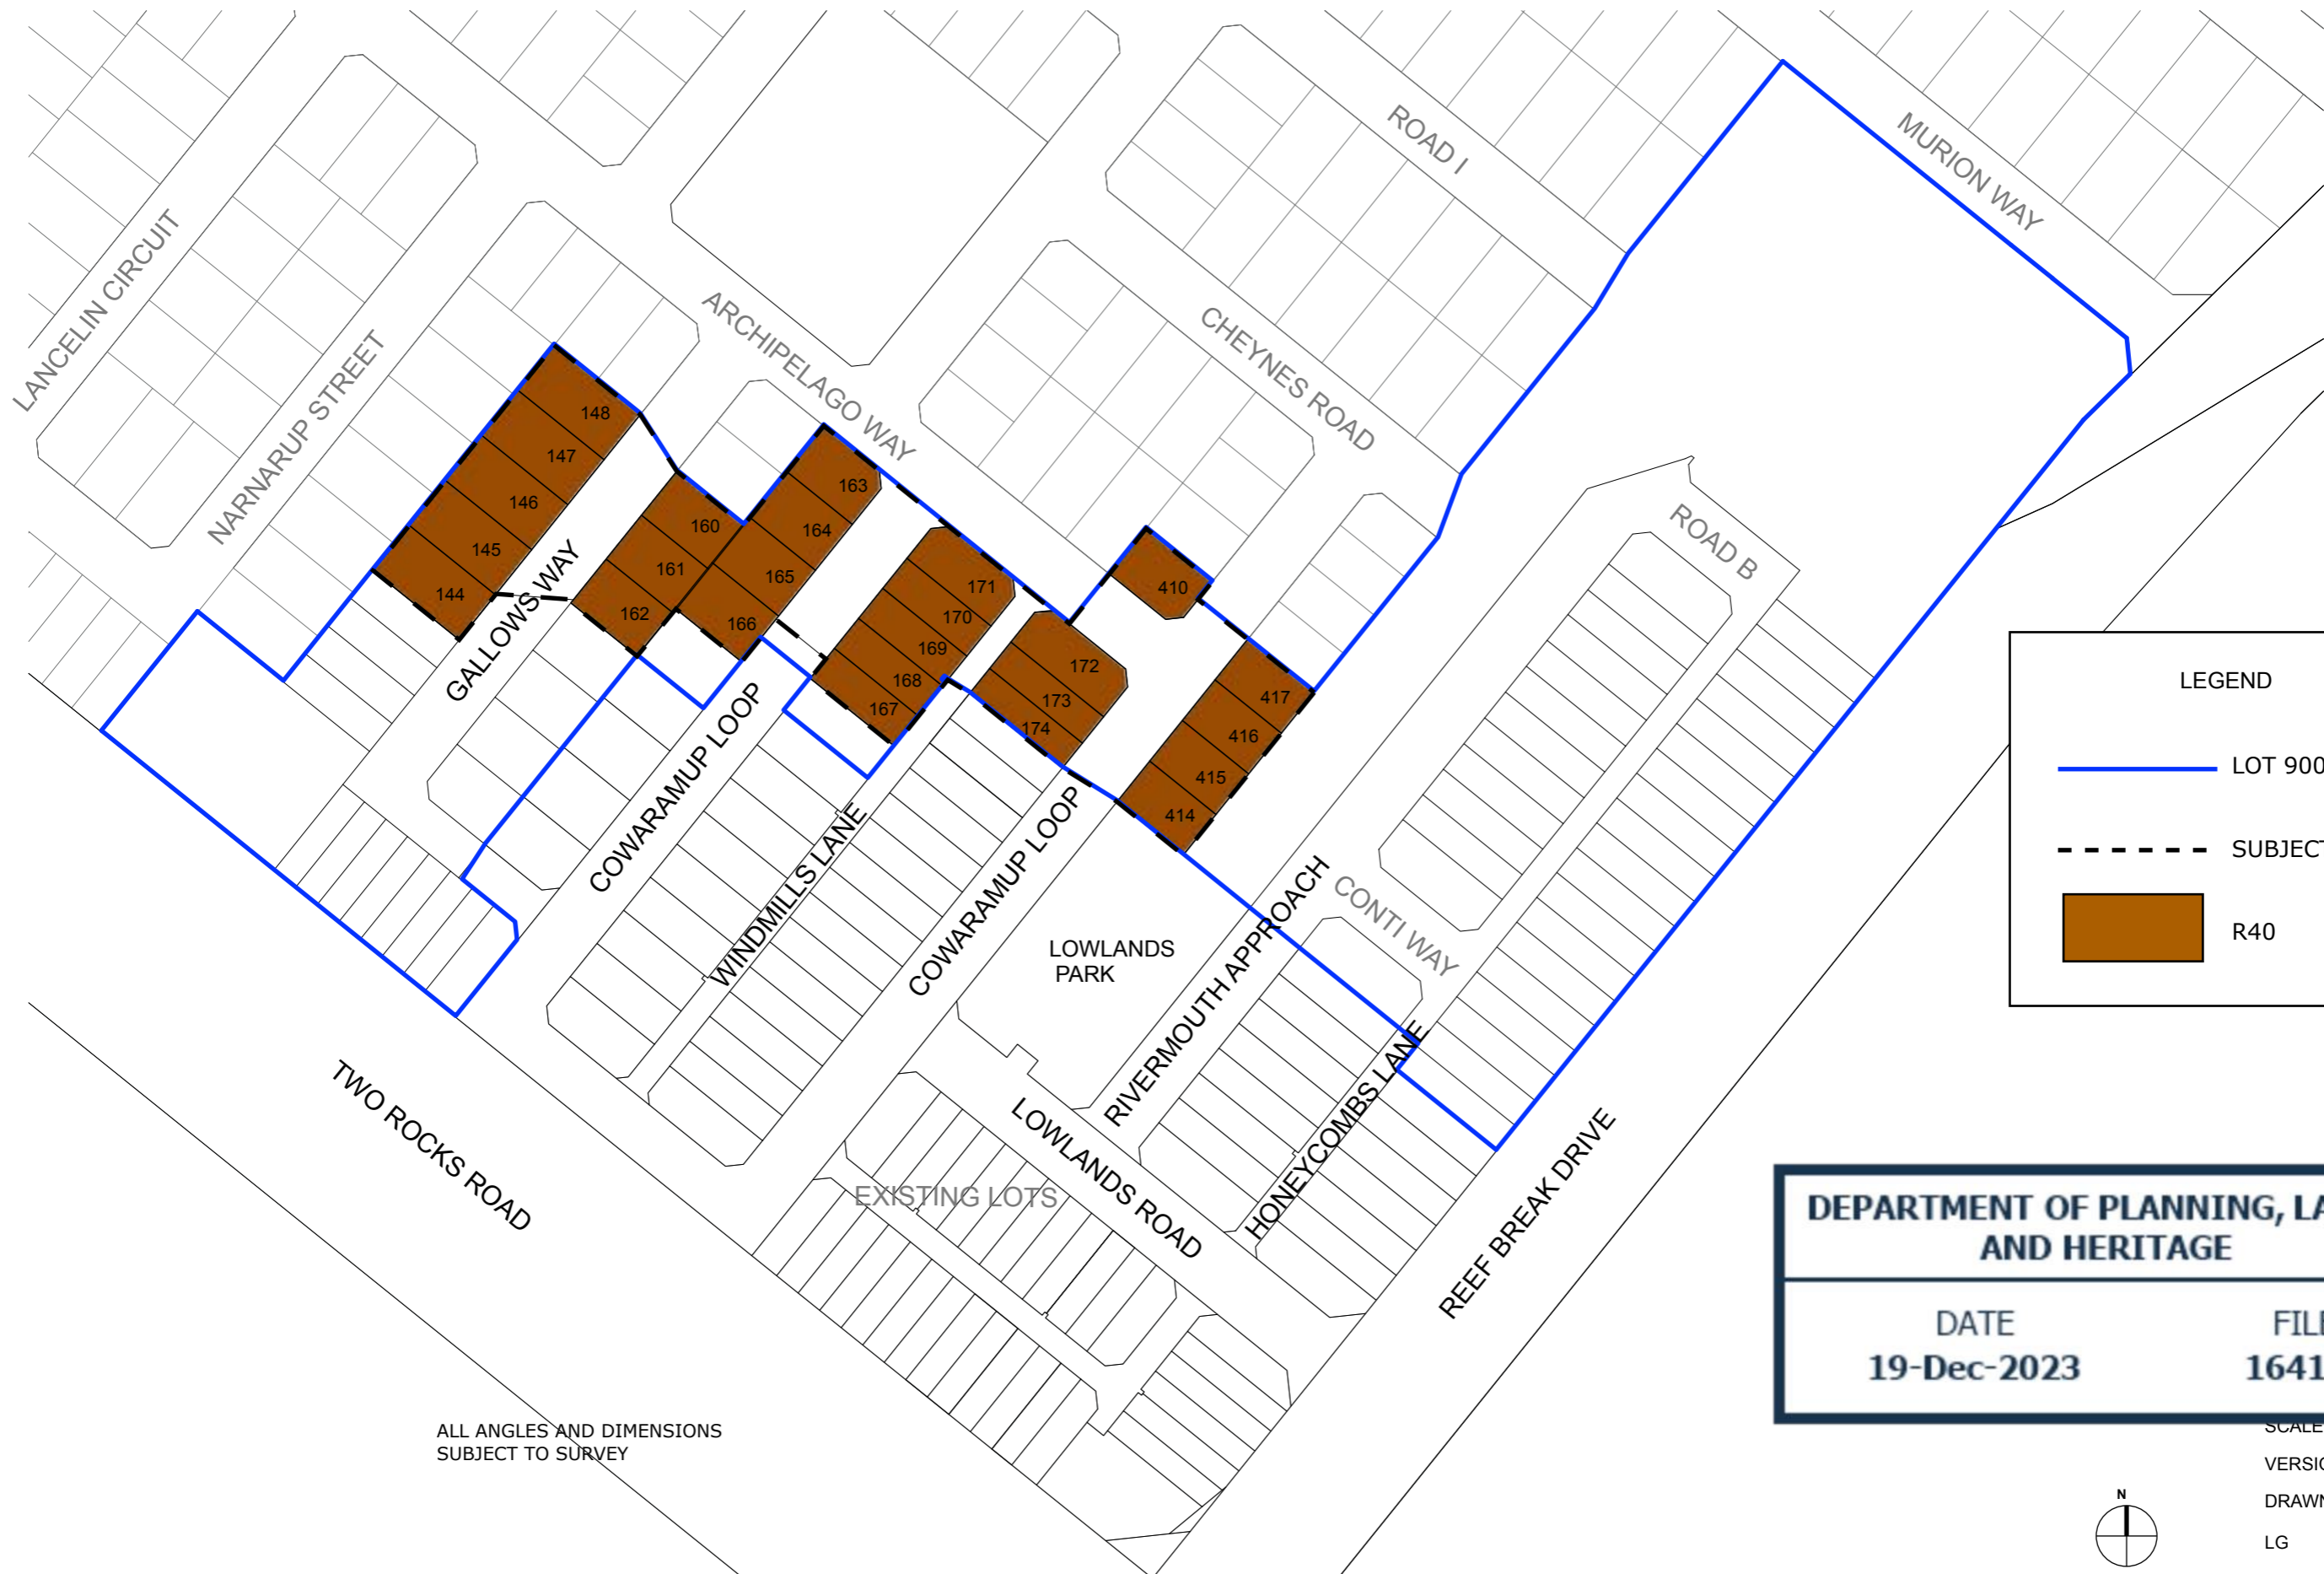 ROAD I
MURION WAY
LANCELIN CIRCUIT
NARNARUP STREET
ARCHIPELAGO WAY
CHEYNES ROAD
148
147
146
145
144
GALLOWS WAY
160
161
162
163
164
165
166
171
170
169
168
167
172
173
174
410
417
416
415
414
ROAD B
COWARAMUP LOOP
WINDMILLS LANE
COWARAMUP LOOP
LOWLANDS
PARK
RIVERMOUTH APPROACH
CONTI WAY
HONEYCOMBS LANE
LOWLANDS ROAD
EXISTING LOTS
TWO ROCKS ROAD
REEF BREAK DRIVE
LEGEND
LOT 900
SUBJECT
R40
DEPARTMENT OF PLANNING, LA
AND HERITAGE
DATE
FILE
19-Dec-2023
1641
ALL ANGLES AND DIMENSIONS
SUBJECT TO SURVEY
SCALE
N
DRAWN
LG